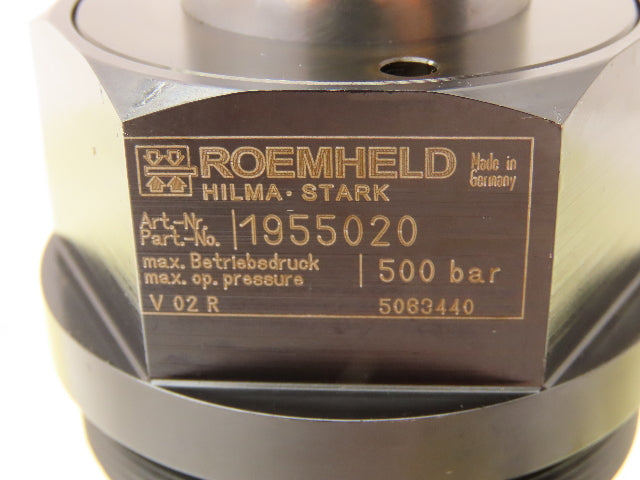 ROEMHELD
HILMA · STARK
Made in
Germany
Art.-Nr.
Part.-No.
1955020
max. Betriebsdruck
max. op. pressure
500 bar
V 02 R
5063440